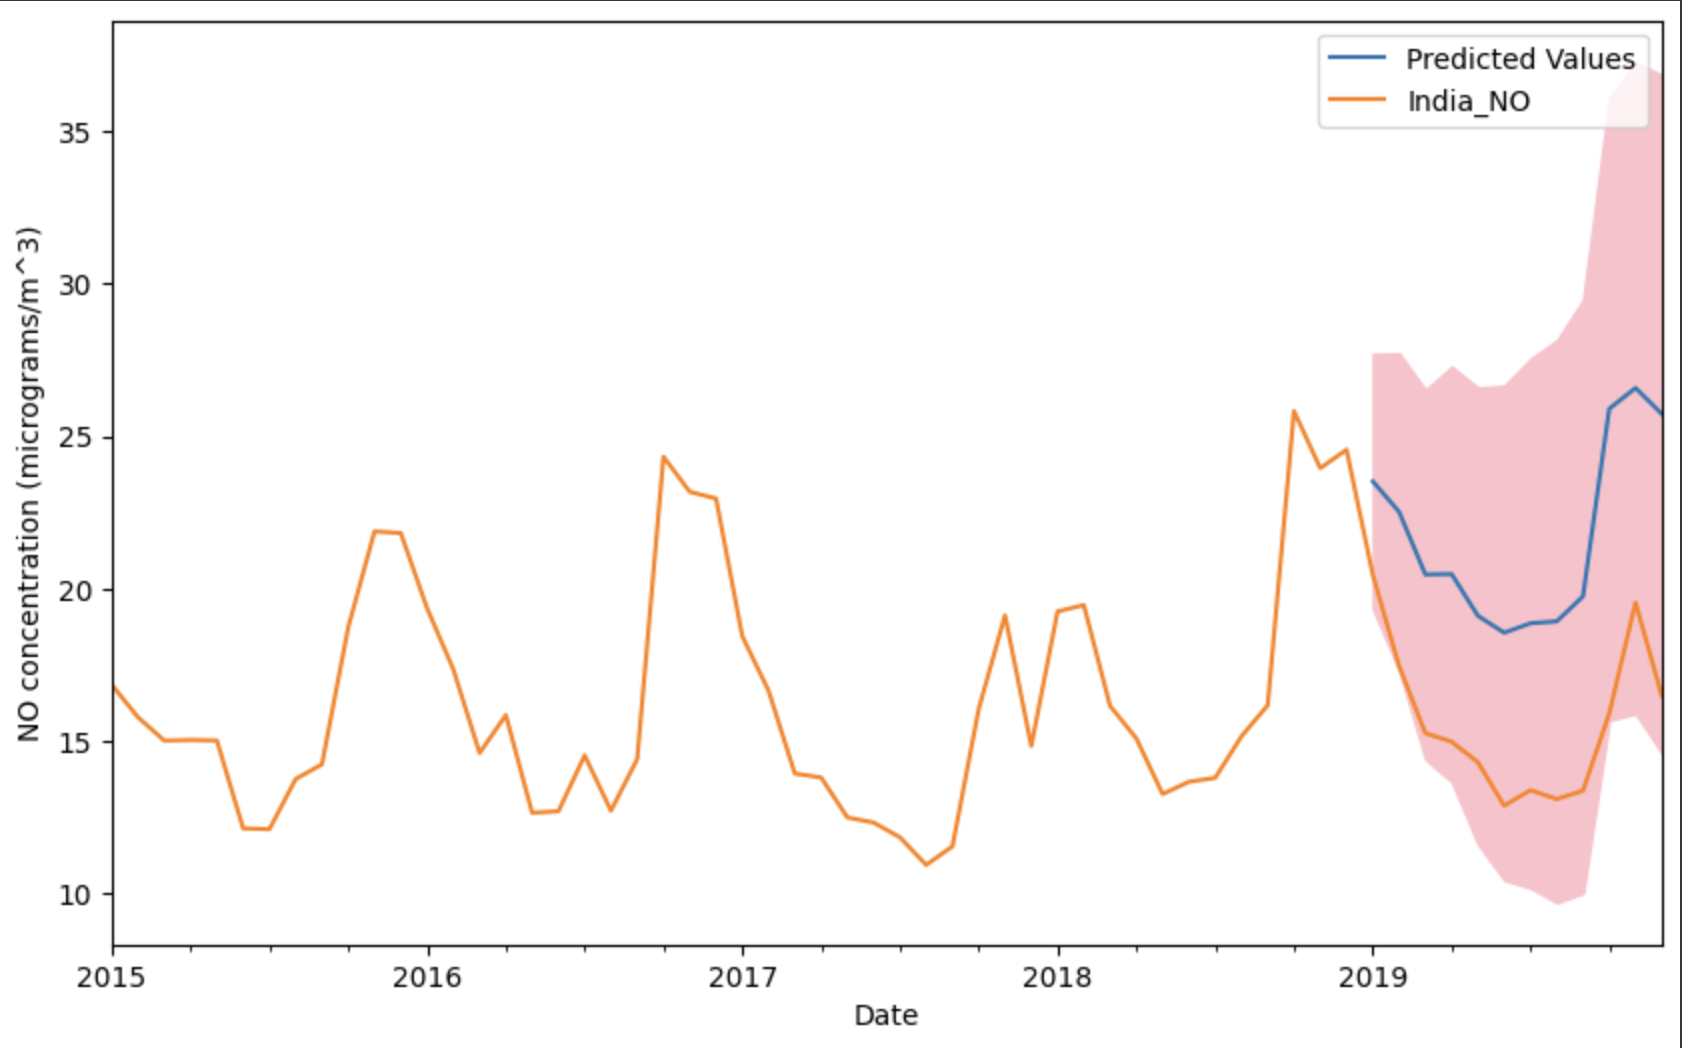 Predicted Values
India_NO
NO concentration (micrograms/m^3)
35
30
25
20
15
10
2015 2016 2017 2018 2019
Date